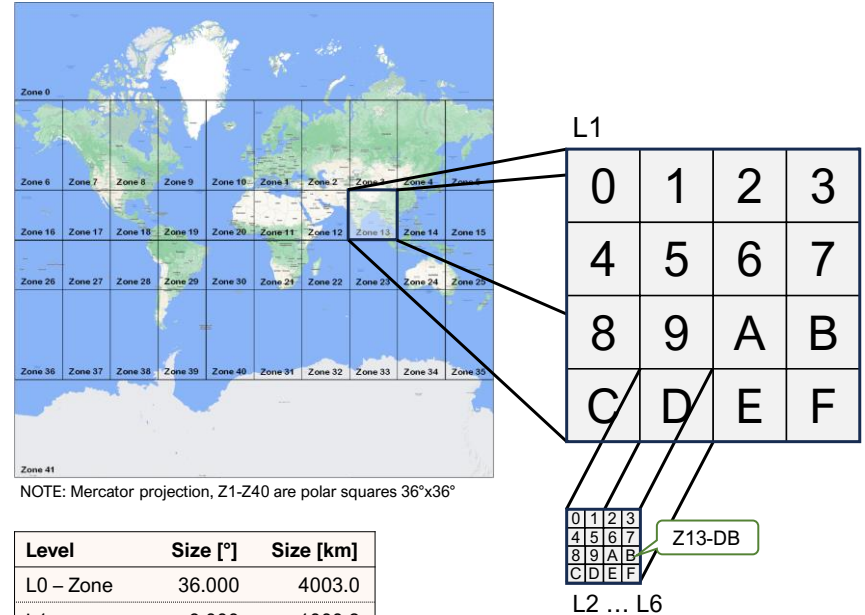 Zone 0
Zone 6 Zone 7 Zone 8 Zone 9 Zone 10 Zone 1 Zone 2 Zone 3 Zone 4 Zone 5
Zone 16 Zone 17 Zone 18 Zone 19 Zone 20 Zone 11 Zone 12 Zone 13 Zone 14 Zone 15
Zone 26 Zone 27 Zone 28 Zone 29 Zone 30 Zone 21 Zone 22 Zone 23 Zone 24 Zone 25
Zone 36 Zone 37 Zone 38 Zone 39 Zone 40 Zone 31 Zone 32 Zone 33 Zone 34 Zone 35
Zone 41
NOTE: Mercator projection, Z1-Z40 are polar squares 36°x36°
L1
0 1 2 3
4 5 6 7
8 9 A B
C D E F
0 1 2 3
4 5 6 7
8 9 A B
C D E F
Z13-DB
L2 ... L6
Level Size [°] Size [km]
L0 – Zone 36.000 4003.0